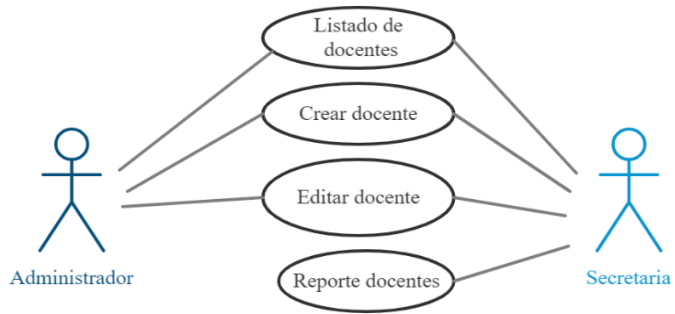 Listado de
docentes
Crear docente
Editar docente
Administrador
Reporte docentes
Secretaria